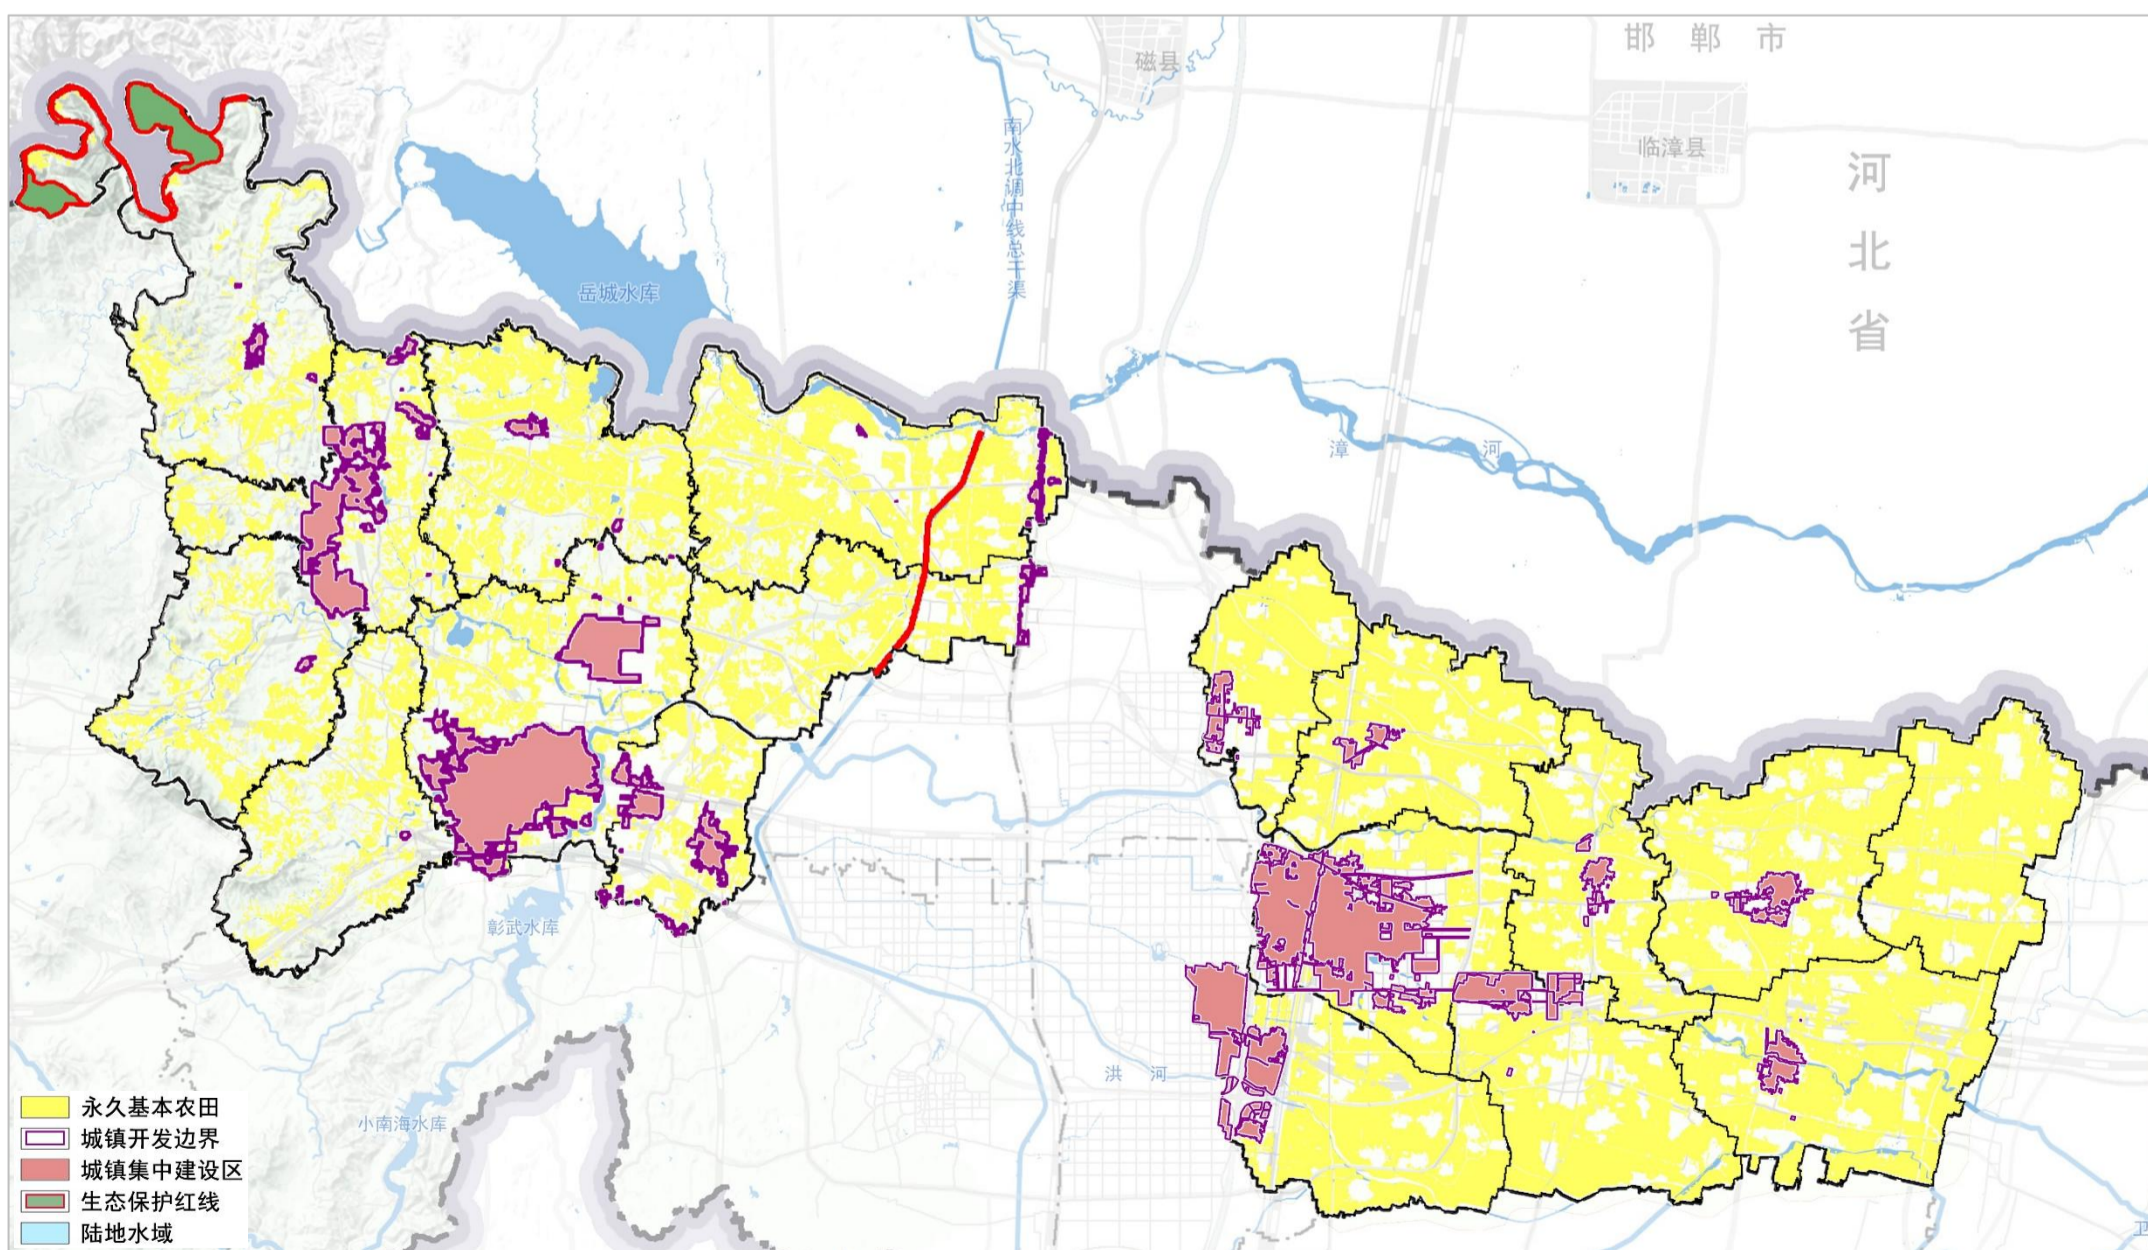 邯郸市
磁县
临漳县
河北省
南水北调中线总干渠
岳城水库
漳河
彰武水库
洪河
小南海水库
卫
永久基本农田
城镇开发边界
城镇集中建设区
生态保护红线
陆地水域